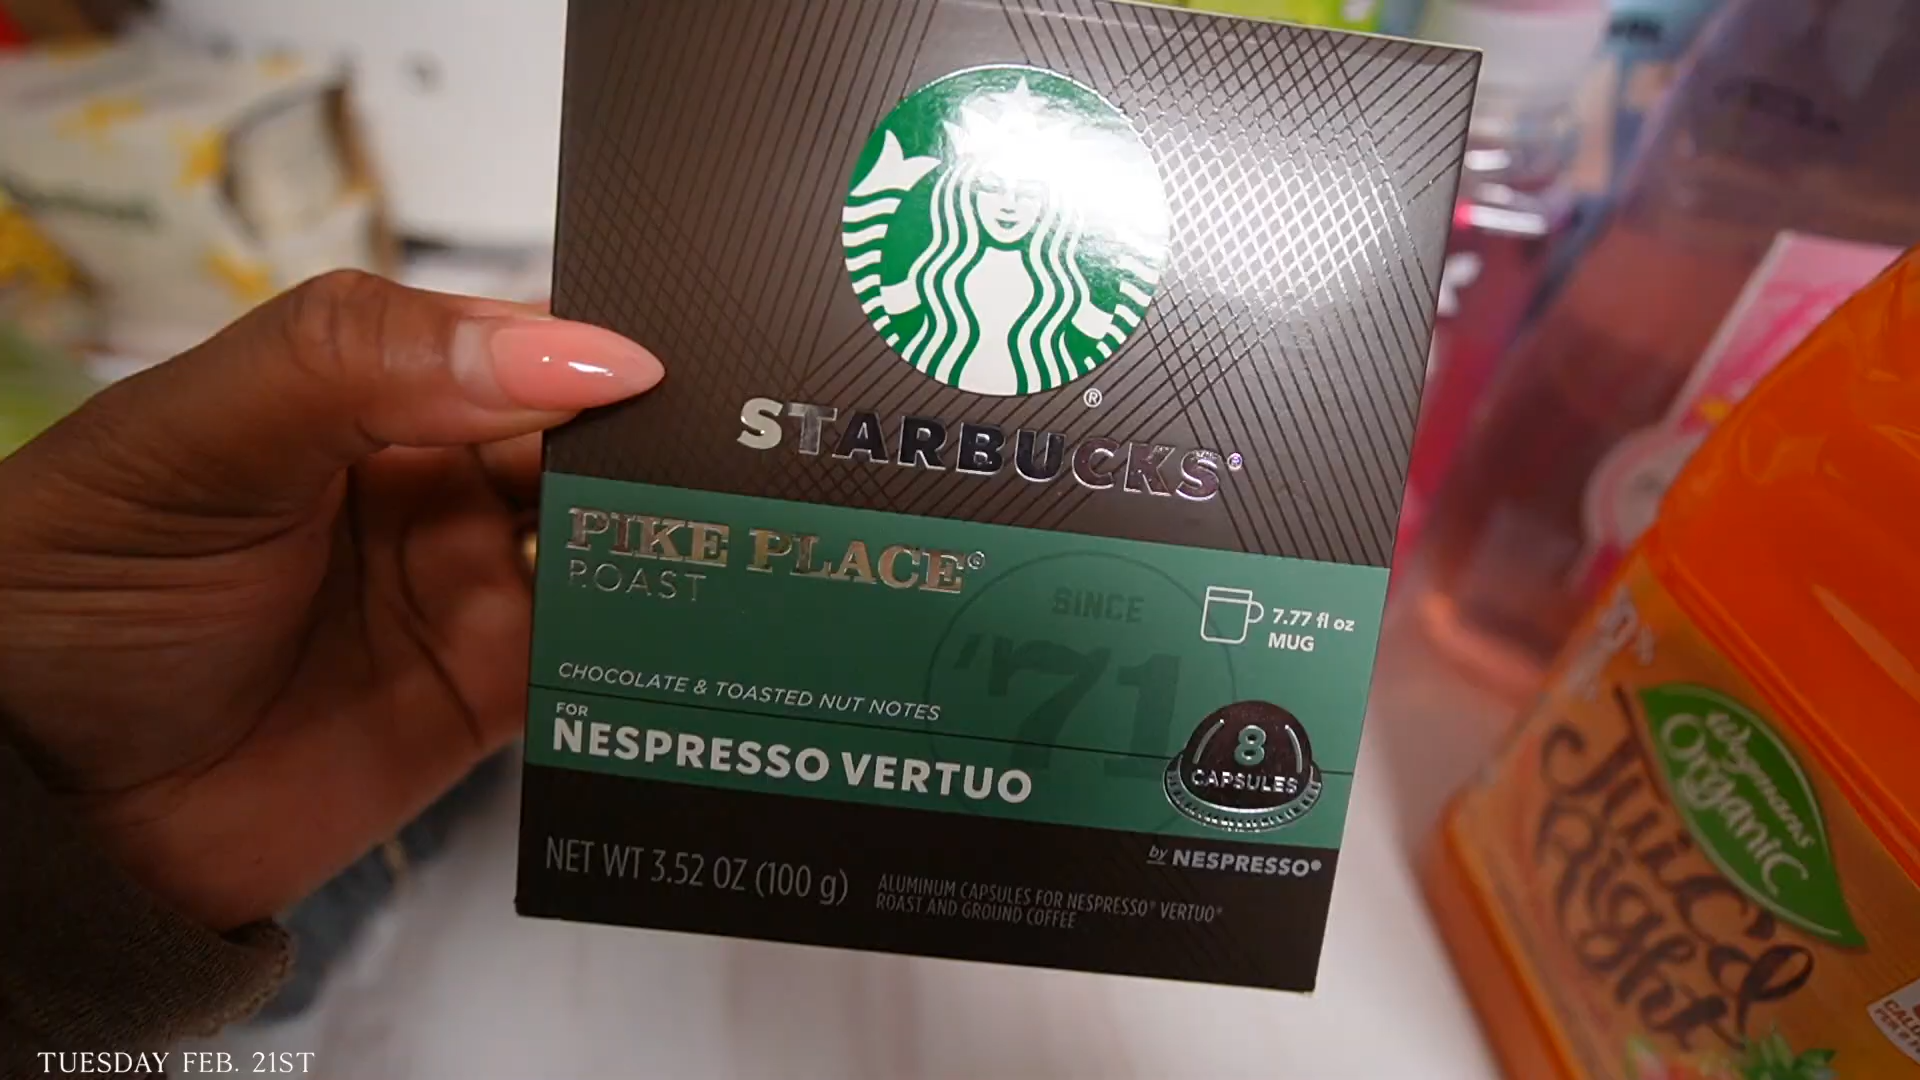 STARBUCKS®
PIKE PLACE®
ROAST
SINCE
'71
7.77 fl oz
MUG
CHOCOLATE & TOASTED NUT NOTES
FOR
NESPRESSO VERTUO
8
CAPSULES
by NESPRESSO®
NET WT 3.52 OZ (100 g)
ALUMINUM CAPSULES FOR NESPRESSO® VERTUO®
ROAST AND GROUND COFFEE
Wegmans
Organic
Juice
Right
TUESDAY FEB. 21ST